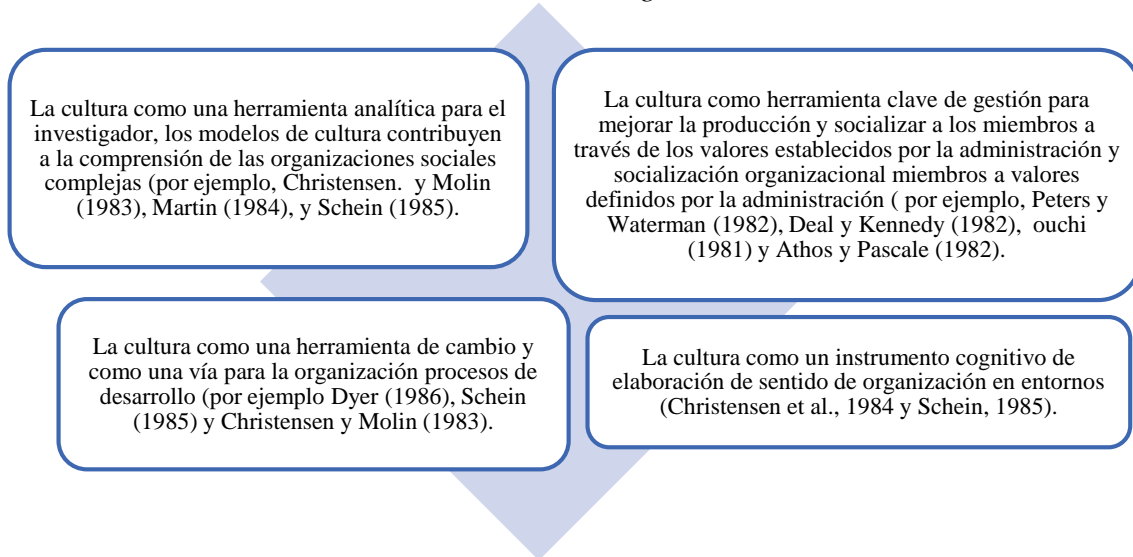 La cultura como una herramienta analítica para el
investigador, los modelos de cultura contribuyen
a la comprensión de las organizaciones sociales
complejas (por ejemplo, Christensen. y Molin
(1983), Martin (1984), y Schein (1985).
La cultura como herramienta clave de gestión para
mejorar la producción y socializar a los miembros a
través de los valores establecidos por la administración y
socialización organizacional miembros a valores
definidos por la administración ( por ejemplo, Peters y
Waterman (1982), Deal y Kennedy (1982), ouchi
(1981) y Athos y Pascale (1982).
La cultura como una herramienta de cambio y
como una vía para la organización procesos de
desarrollo (por ejemplo Dyer (1986), Schein
(1985) y Christensen y Molin (1983).
La cultura como un instrumento cognitivo de
elaboración de sentido de organización en entornos
(Christensen et al., 1984 y Schein, 1985).